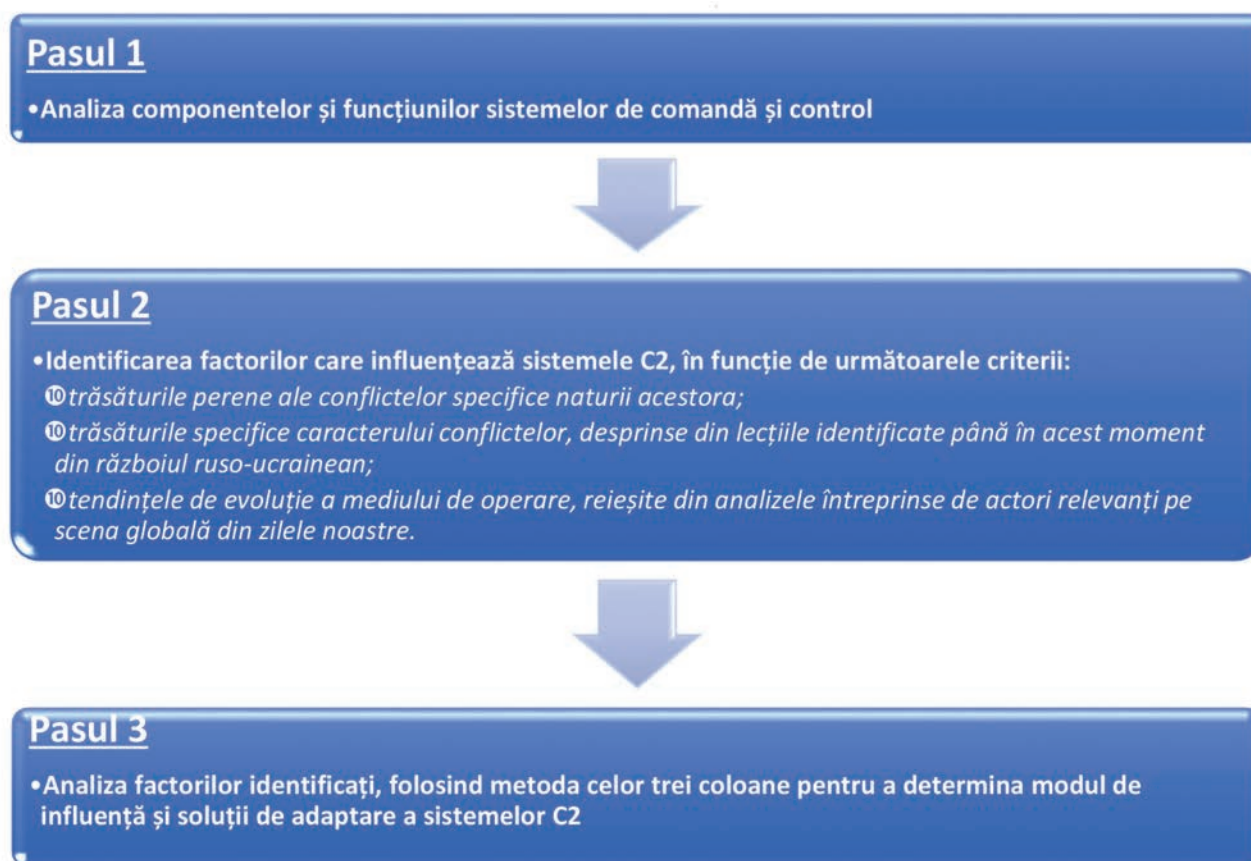 Pasul 1
•Analiza componentelor și funcțiunilor sistemelor de comandă și control
Pasul 2
•Identificarea factorilor care influențează sistemele C2, în funcție de următoarele criterii:
❿trăsăturile perene ale conflictelor specifice naturii acestora;
❿trăsăturile specifice caracterului conflictelor, desprinse din lecțiile identificate până în acest moment
din războiul ruso-ucrainean;
❿tendințele de evoluție a mediului de operare, reieșite din analizele întreprinse de actori relevanți pe
scena globală din zilele noastre.
Pasul 3
•Analiza factorilor identificați, folosind metoda celor trei coloane pentru a determina modul de
influență și soluții de adaptare a sistemelor C2